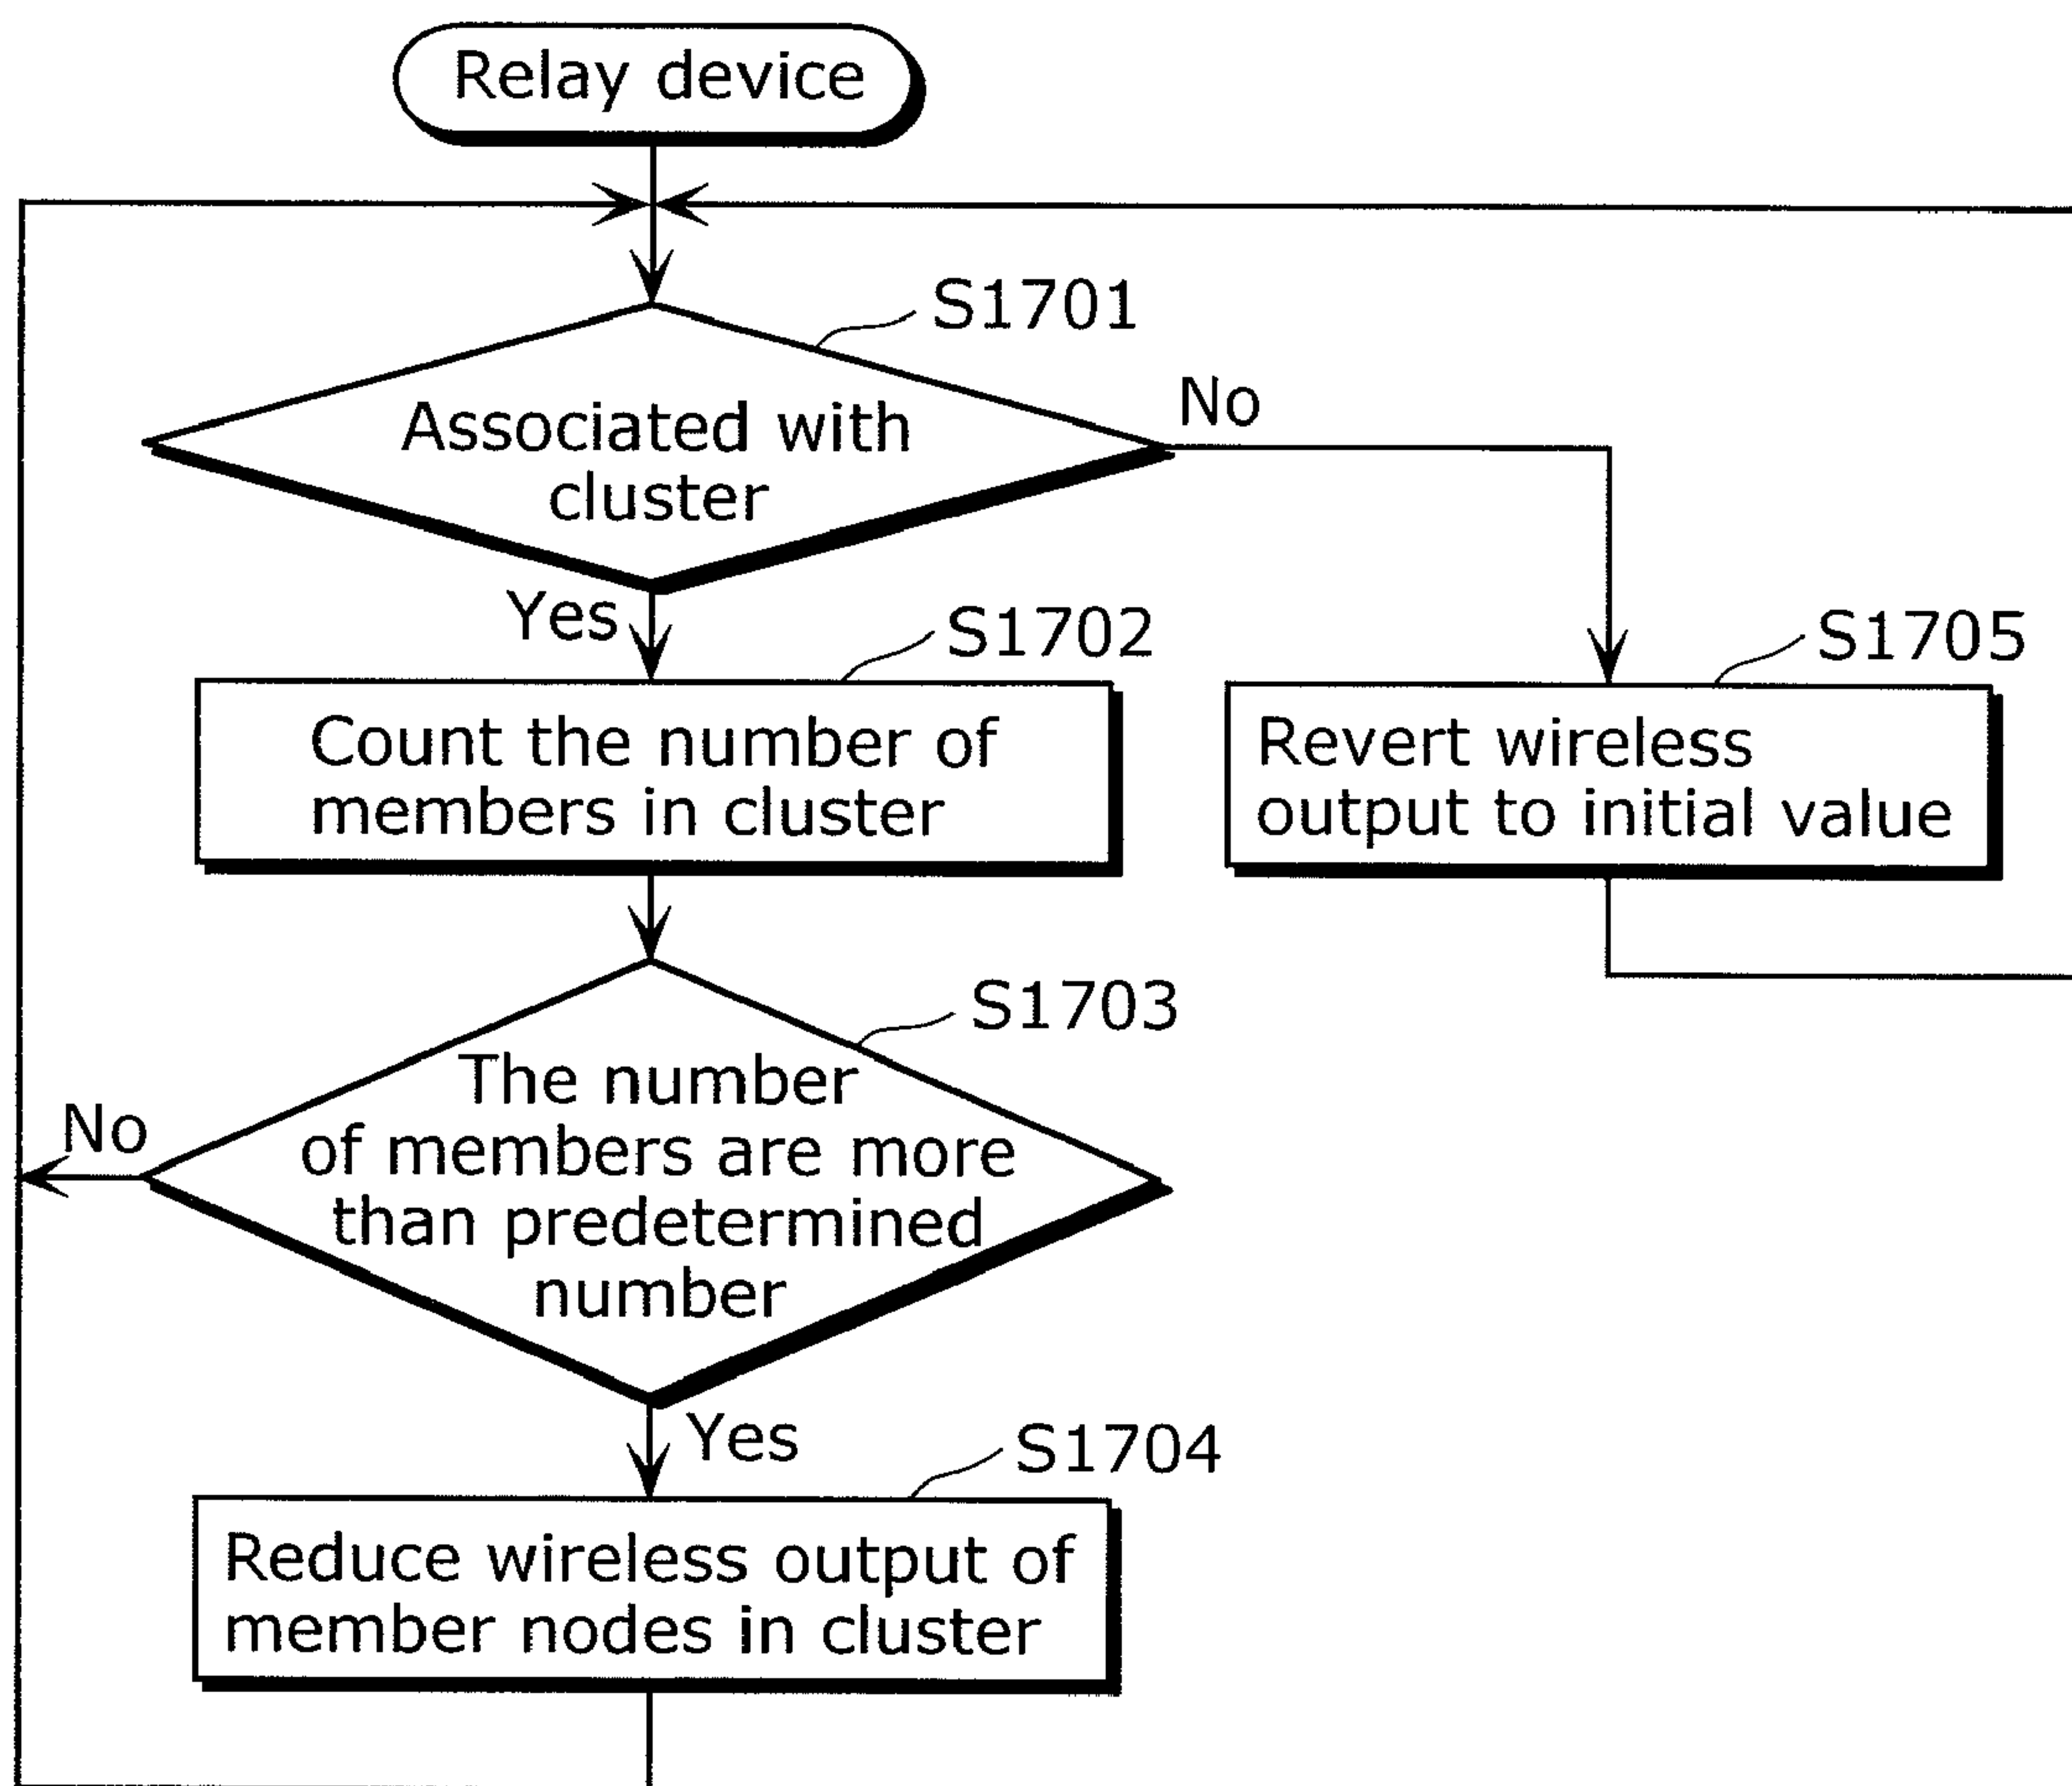 Relay device
S1701
Associated with
cluster
No
Yes
S1702
Count the number of
members in cluster
S1705
Revert wireless
output to initial value
S1703
The number
of members are more
than predetermined
number
No
Yes
S1704
Reduce wireless output of
member nodes in cluster